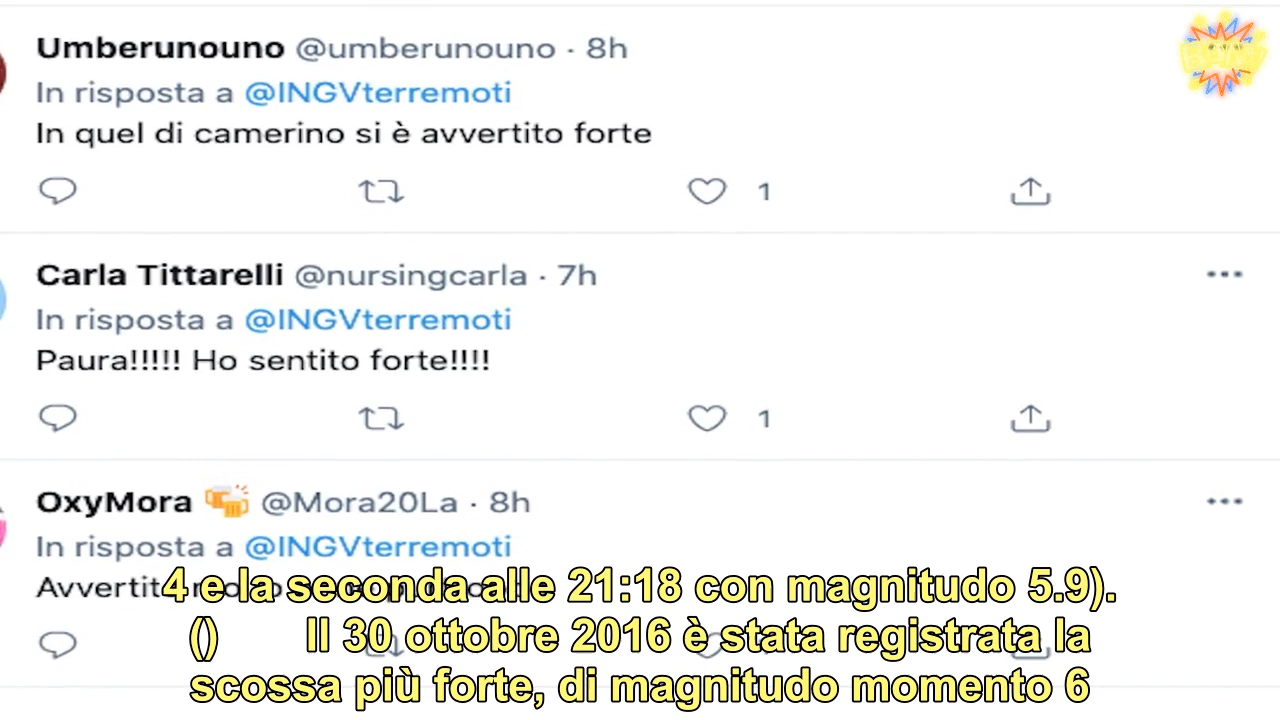 Umberunouno @umberunouno · 8h
In risposta a @INGVterremoti
In quel di camerino si è avvertito forte
1
Carla Tittarelli @nursingcarla · 7h
In risposta a @INGVterremoti
Paura!!!!! Ho sentito forte!!!!
1
OxyMora 🍻 @Mora20La · 8h
In risposta a @INGVterremoti
4 e la seconda alle 21:18 con magnitudo 5.9).
() Il 30 ottobre 2016 è stata registrata la
scossa più forte, di magnitudo momento 6